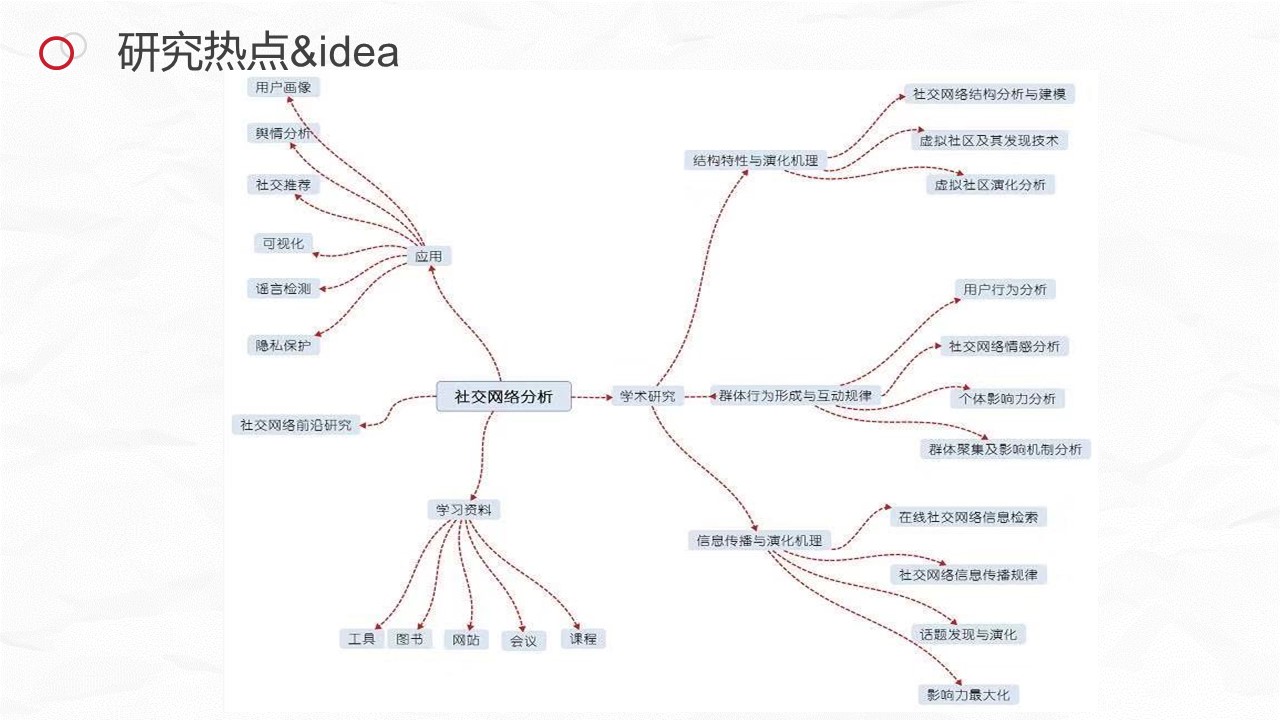 研究热点&idea
用户画像
舆情分析
社交推荐
可视化
谣言检测
隐私保护
应用
社交网络分析
社交网络前沿研究
学习资料
工具
图书
网站
会议
课程
学术研究
结构特性与演化机理
社交网络结构分析与建模
虚拟社区及其发现技术
虚拟社区演化分析
群体行为形成与互动规律
用户行为分析
社交网络情感分析
个体影响力分析
群体聚集及影响机制分析
信息传播与演化机理
在线社交网络信息检索
社交网络信息传播规律
话题发现与演化
影响力最大化